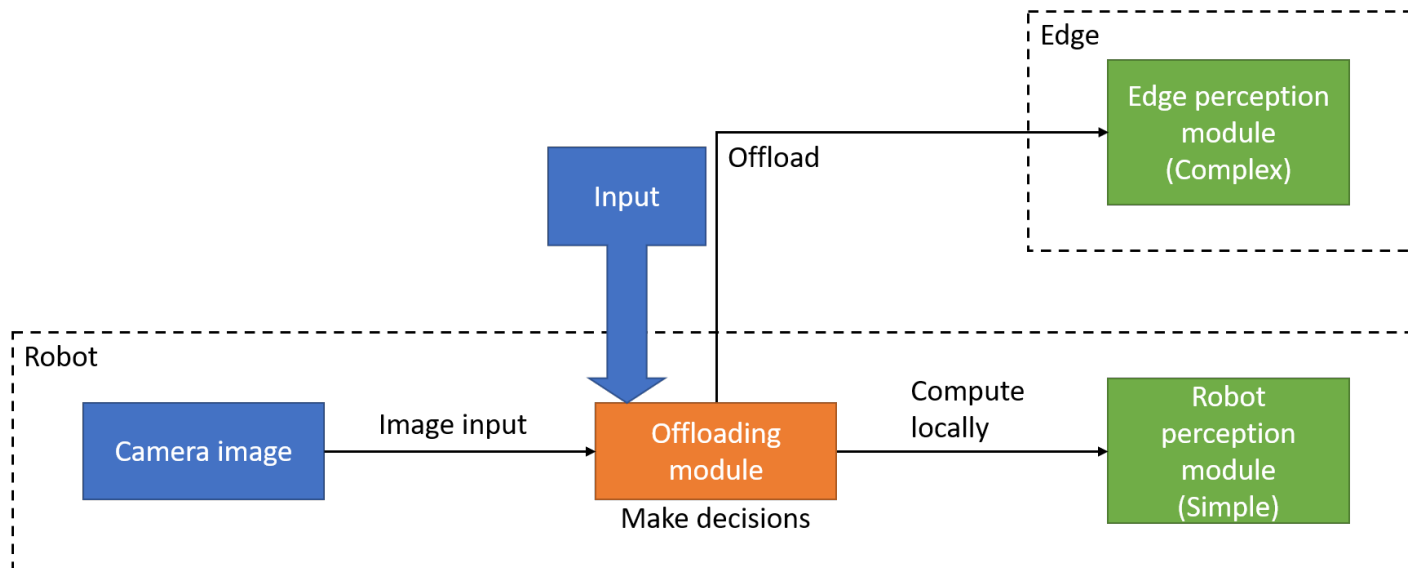 Edge
Edge perception
module
(Complex)
Offload
Input
Robot
Camera image
Image input
Offloading
module
Make decisions
Compute
locally
Robot
perception
module
(Simple)